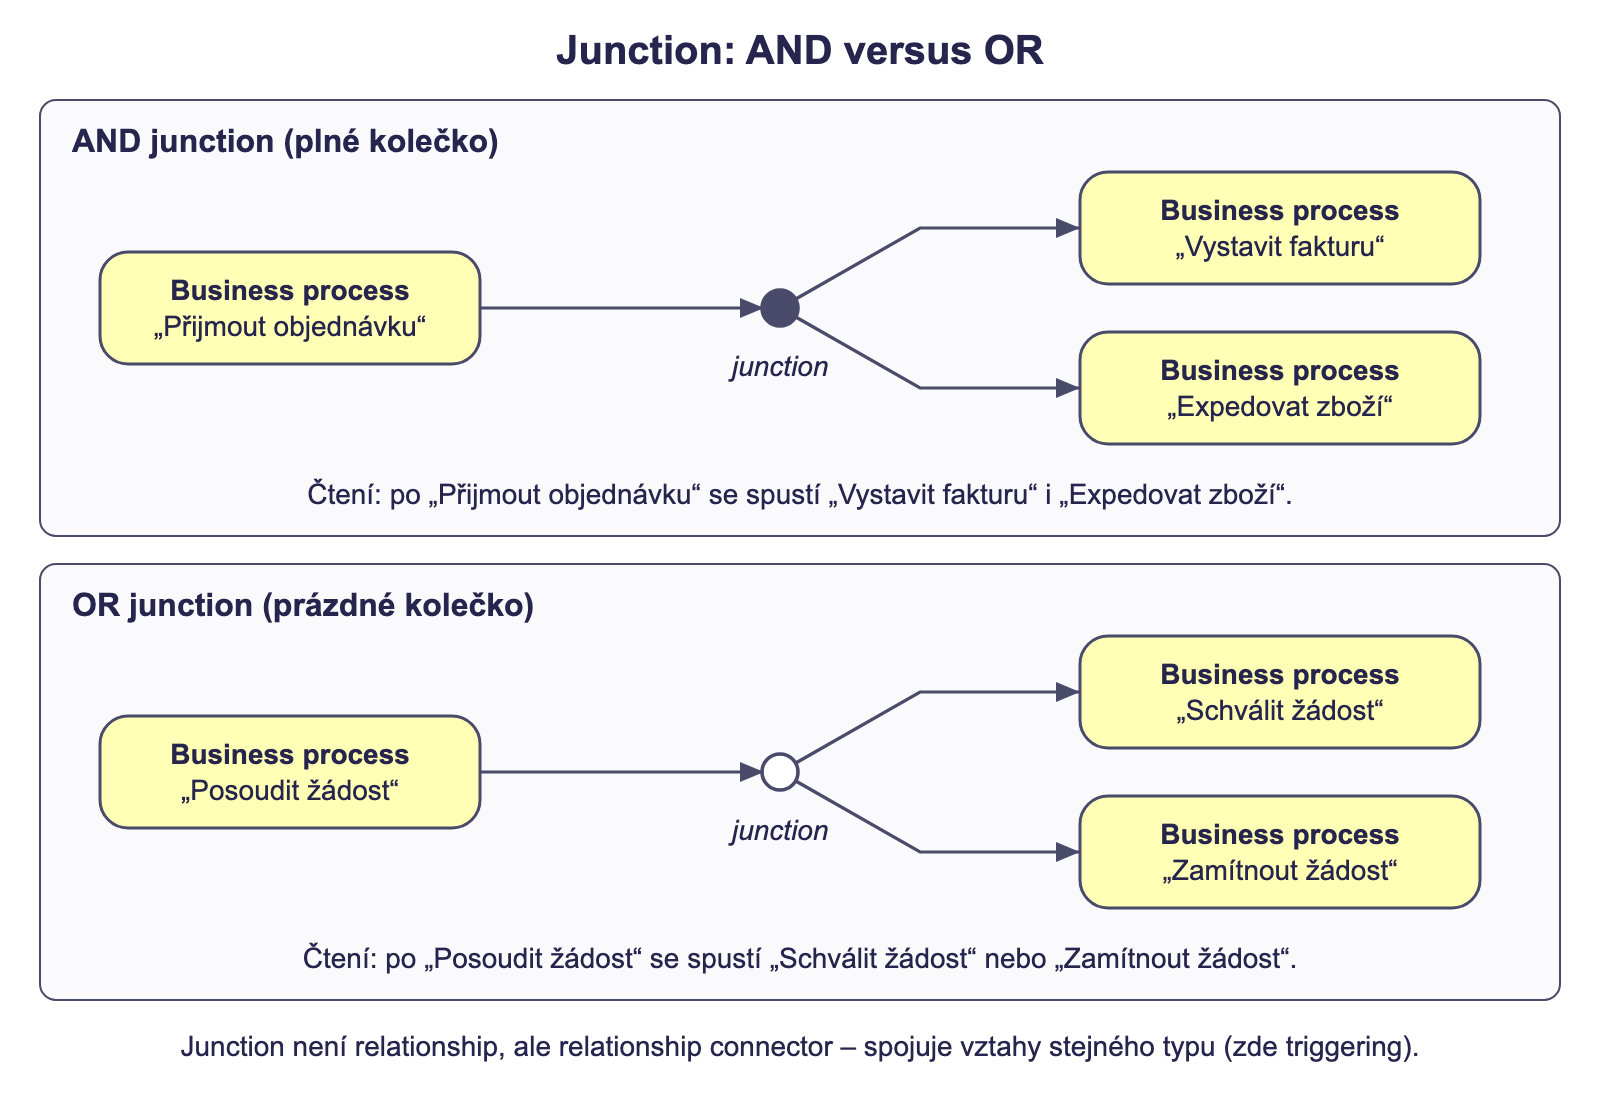 Junction: AND versus OR
AND junction (plné kolečko)
Business process
„Přijmout objednávku“
junction
Business process
„Vystavit fakturu“
Business process
„Expedovat zboží“
Čtení: po „Přijmout objednávku“ se spustí „Vystavit fakturu“ i „Expedovat zboží“.
OR junction (prázdné kolečko)
Business process
„Posoudit žádost“
junction
Business process
„Schválit žádost“
Business process
„Zamítnout žádost“
Čtení: po „Posoudit žádost“ se spustí „Schválit žádost“ nebo „Zamítnout žádost“.
Junction není relationship, ale relationship connector – spojuje vztahy stejného typu (zde triggering).